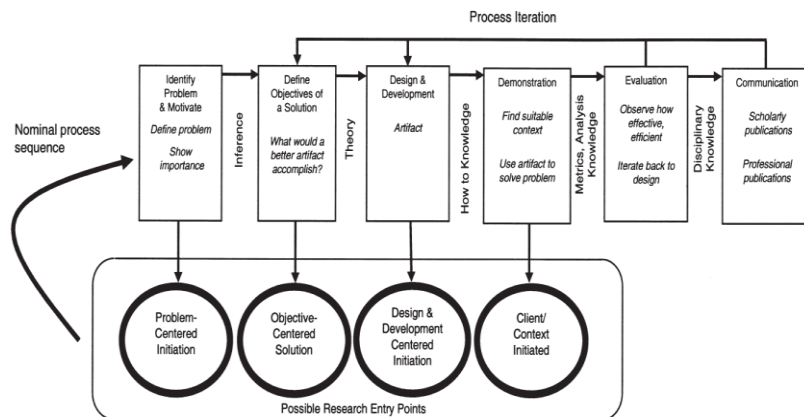 Process Iteration
Nominal process
sequence
Identify
Problem
& Motivate
Define problem
Show
importance
Inference
Define
Objectives of
a Solution
What would a
better artifact
accomplish?
Theory
Design &
Development
Artifact
How to Knowledge
Demonstration
Find suitable
context
Use artifact to
solve problem
Metrics, Analysis
Knowledge
Evaluation
Observe how
effective,
efficient
Iterate back to
design
Disciplinary
Knowledge
Communication
Scholarly
publications
Professional
publications
Problem-
Centered
Initiation
Objective-
Centered
Solution
Design &
Development
Centered
Initiation
Client/
Context
Initiated
Possible Research Entry Points